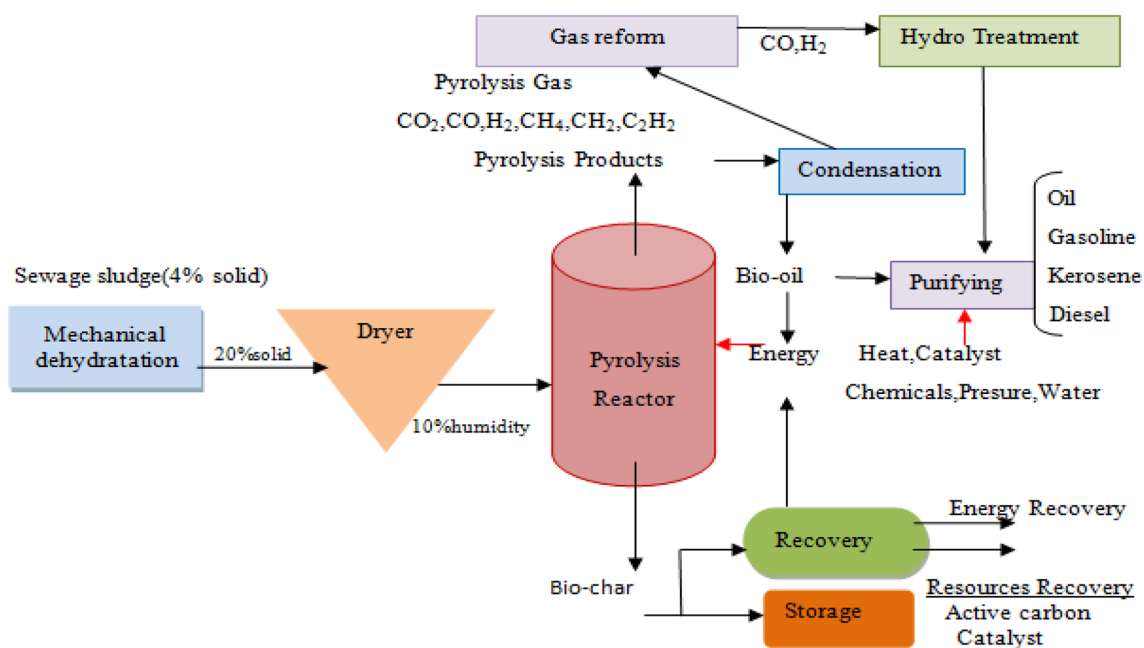 Gas reform
CO,H₂
Hydro Treatment
Pyrolysis Gas
CO₂,CO,H₂,CH₄,CH₂,C₂H₂
Pyrolysis Products
Condensation
Oil
Gasoline
Kerosene
Diesel
Sewage sludge(4% solid)
Mechanical
dehydratation
20%solid
Dryer
10%humidity
Pyrolysis
Reactor
Bio-oil
Purifying
Energy
Heat,Catalyst
Chemicals,Presure,Water
Bio-char
Recovery
Energy Recovery
Storage
Resources Recovery
Active carbon
Catalyst